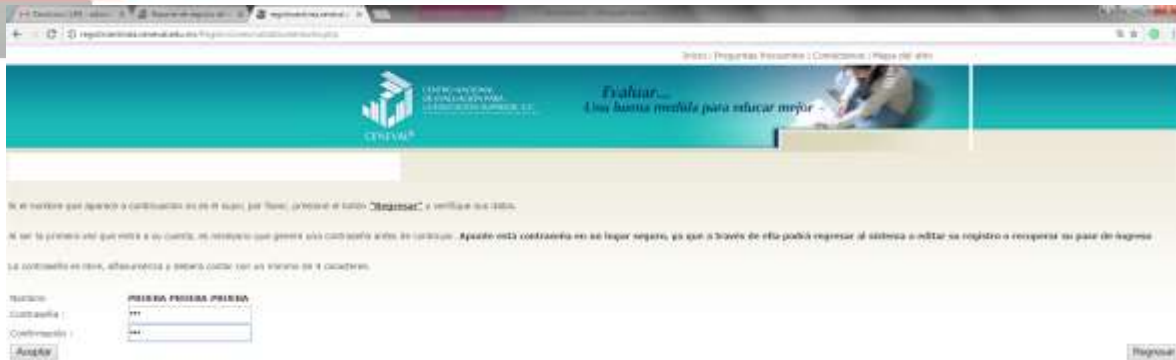 Inicio | Preguntas frecuentes | Contáctenos | Mapa del sitio
CENTRO NACIONAL
DE EVALUACIÓN PARA
LA EDUCACIÓN SUPERIOR, A.C.
CENEVAL®
Evaluar...
Una buena medida para educar mejor
Si el nombre que aparece a continuación no es el suyo, por favor, presione el botón "Regresar" y verifique sus datos.
Al ser la primera vez que entra a su cuenta, es necesario que genere una contraseña antes de continuar. Apunte está contraseña en un lugar seguro, ya que a través de ella podrá regresar al sistema a editar su registro o recuperar su pase de ingreso
La contraseña es libre, alfanumérica y deberá contar con un mínimo de 4 caracteres.
Nombre: PRUEBA PRUEBA PRUEBA
Contraseña : ***
Confirmación : ***
Aceptar Regresar